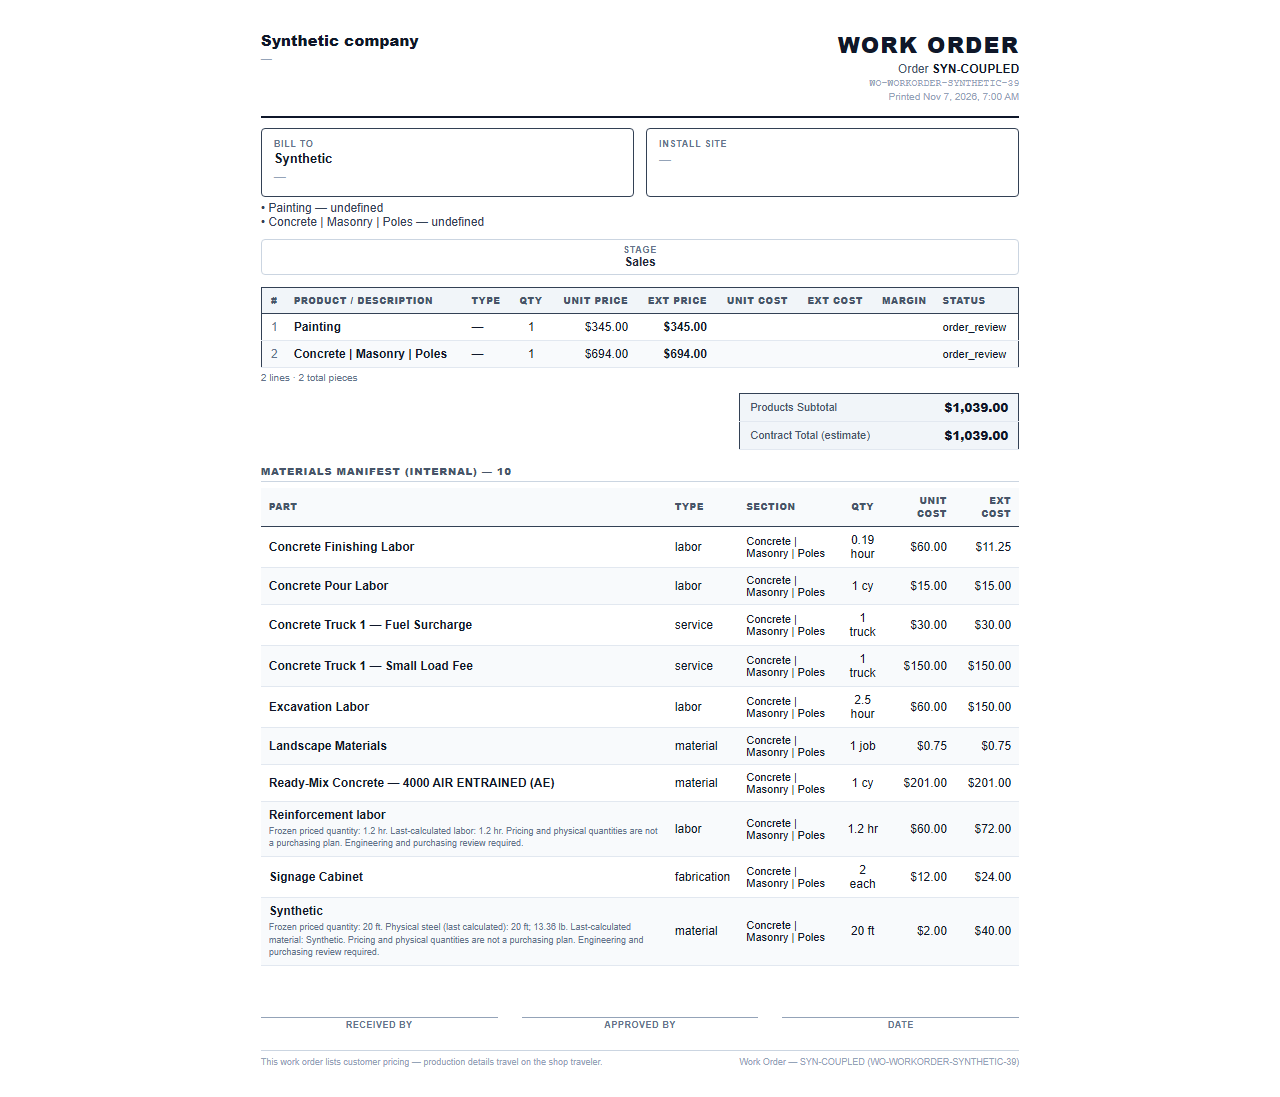 Synthetic company
—
WORK ORDER
Order SYN-COUPLED
WO-WORKORDER-SYNTHETIC-39
Printed Nov 7, 2026, 7:00 AM
BILL TO
Synthetic
—
INSTALL SITE
—
• Painting — undefined
• Concrete | Masonry | Poles — undefined
STAGE
Sales
# PRODUCT / DESCRIPTION TYPE QTY UNIT PRICE EXT PRICE UNIT COST EXT COST MARGIN STATUS
1 Painting — 1 $345.00 $345.00 order_review
2 Concrete | Masonry | Poles — 1 $694.00 $694.00 order_review
2 lines · 2 total pieces
Products Subtotal $1,039.00
Contract Total (estimate) $1,039.00
MATERIALS MANIFEST (INTERNAL) — 10
PART TYPE SECTION QTY UNIT COST EXT COST
Concrete Finishing Labor labor Concrete | Masonry | Poles 0.19 hour $60.00 $11.25
Concrete Pour Labor labor Concrete | Masonry | Poles 1 cy $15.00 $15.00
Concrete Truck 1 — Fuel Surcharge service Concrete | Masonry | Poles 1 truck $30.00 $30.00
Concrete Truck 1 — Small Load Fee service Concrete | Masonry | Poles 1 truck $150.00 $150.00
Excavation Labor labor Concrete | Masonry | Poles 2.5 hour $60.00 $150.00
Landscape Materials material Concrete | Masonry | Poles 1 job $0.75 $0.75
Ready-Mix Concrete — 4000 AIR ENTRAINED (AE) material Concrete | Masonry | Poles 1 cy $201.00 $201.00
Reinforcement labor
Frozen priced quantity: 1.2 hr. Last-calculated labor: 1.2 hr. Pricing and physical quantities are not
a purchasing plan. Engineering and purchasing review required.
labor Concrete | Masonry | Poles 1.2 hr $60.00 $72.00
Signage Cabinet fabrication Concrete | Masonry | Poles 2 each $12.00 $24.00
Synthetic
Frozen priced quantity: 20 ft. Physical steel (last calculated): 20 ft; 13.36 lb. Last-calculated
material: Synthetic. Pricing and physical quantities are not a purchasing plan. Engineering and
purchasing review required.
material Concrete | Masonry | Poles 20 ft $2.00 $40.00
RECEIVED BY APPROVED BY DATE
This work order lists customer pricing — production details travel on the shop traveler.
Work Order — SYN-COUPLED (WO-WORKORDER-SYNTHETIC-39)